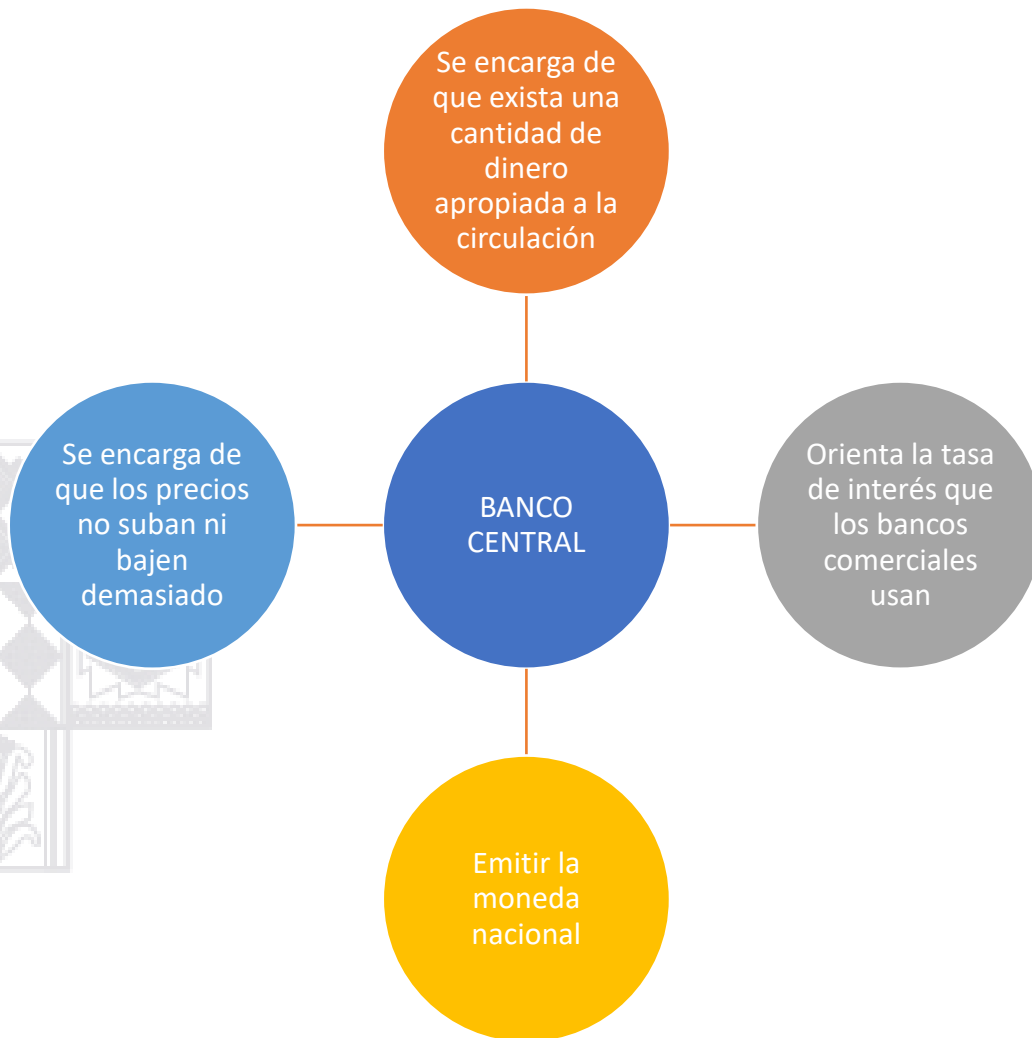 Se encarga de
que exista una
cantidad de
dinero
apropiada a la
circulación
Se encarga de
que los precios
no suban ni
bajen
demasiado
BANCO
CENTRAL
Orienta la tasa
de interés que
los bancos
comerciales
usan
Emitir la
moneda
nacional